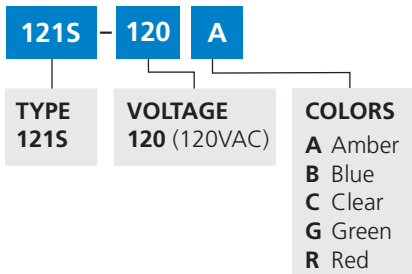 121S – 120 A
TYPE
121S
VOLTAGE
120 (120VAC)
COLORS
A Amber
B Blue
C Clear
G Green
R Red